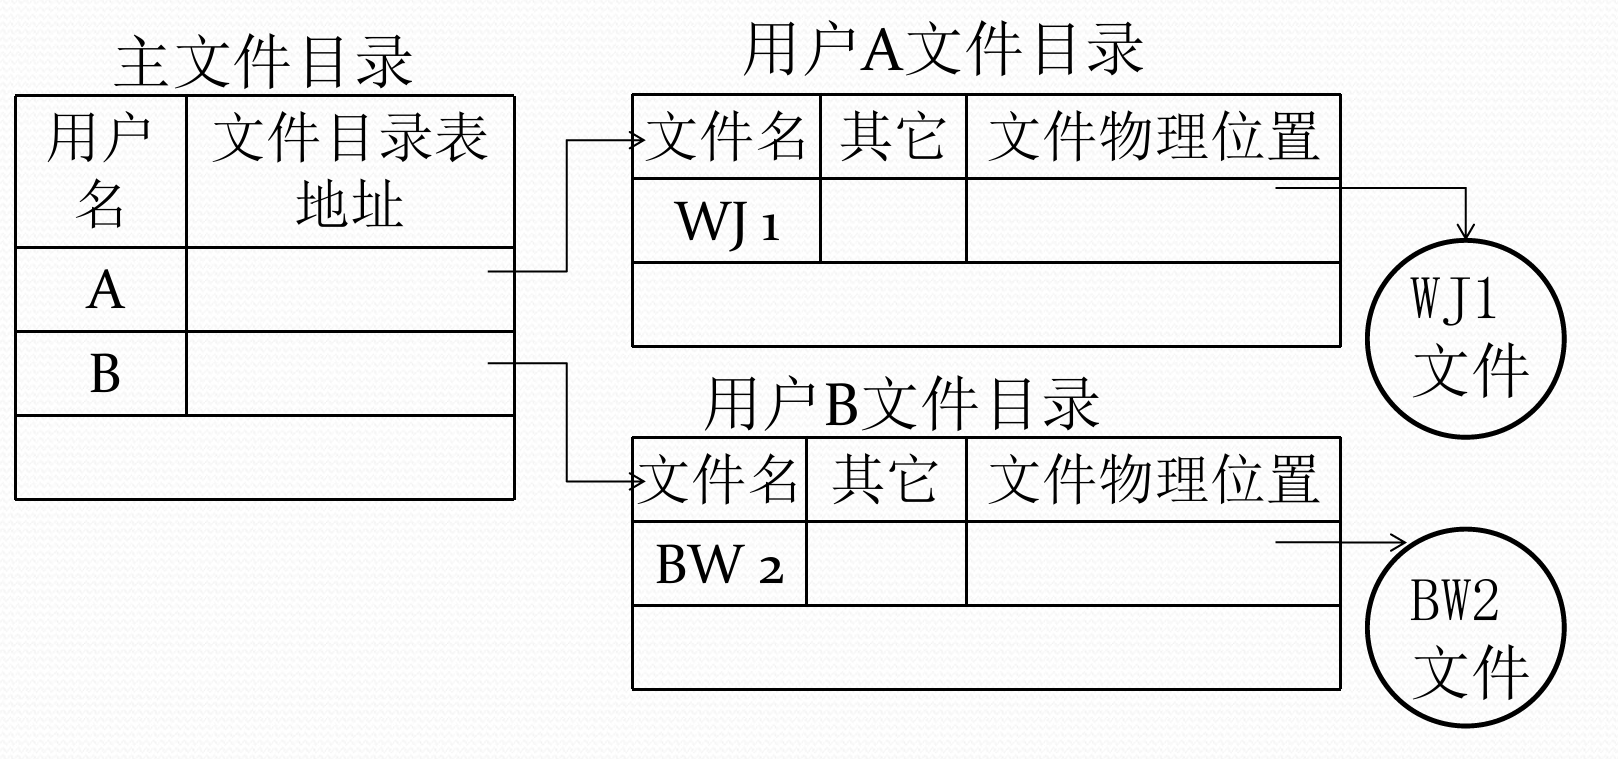 主文件目录
用户名
文件目录表地址
A
B
用户A文件目录
文件名 其它 文件物理位置
WJ 1
WJ1
文件
用户B文件目录
文件名 其它 文件物理位置
BW 2
BW2
文件